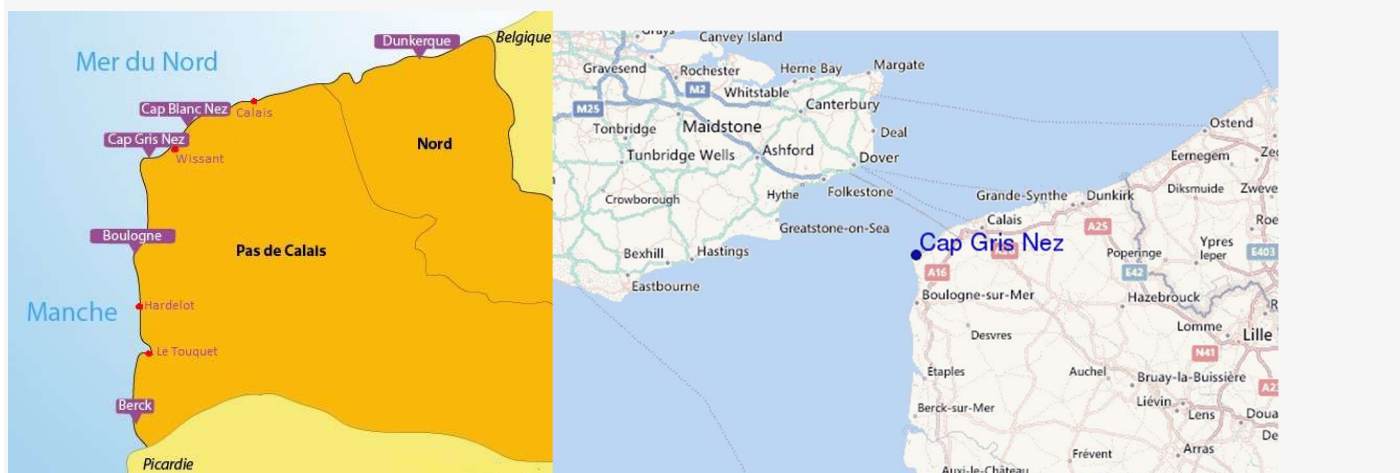 Mer du Nord
Dunkerque
Belgique
Cap Blanc Nez
Calais
Cap Gris Nez
Wissant
Nord
Boulogne
Pas de Calais
Manche
Hardelot
Le Touquet
Berck
Picardie
Canvey Island
Gravesend
Rochester
Herne Bay
Margate
M2
Whitstable
M25
Canterbury
Tonbridge
Maidstone
Deal
Tunbridge Wells
Ashford
Dover
Crowborough
Hythe
Folkestone
Greatstone-on-Sea
Bexhill
Hastings
Eastbourne
Ostend
Eernegem
Grande-Synthe
Dunkirk
Diksmuide
Calais
A25
Cap Gris Nez
Poperinge
Ypres
Ieper
E403
A16
E42
Boulogne-sur-Mer
Hazebrouck
Desvres
Lomme
Lille
N41
Étaples
Auchel
Bruay-la-Buissière
Berck-sur-Mer
Liévin
Lens
Arras
Frévent
Auxi-le-Château